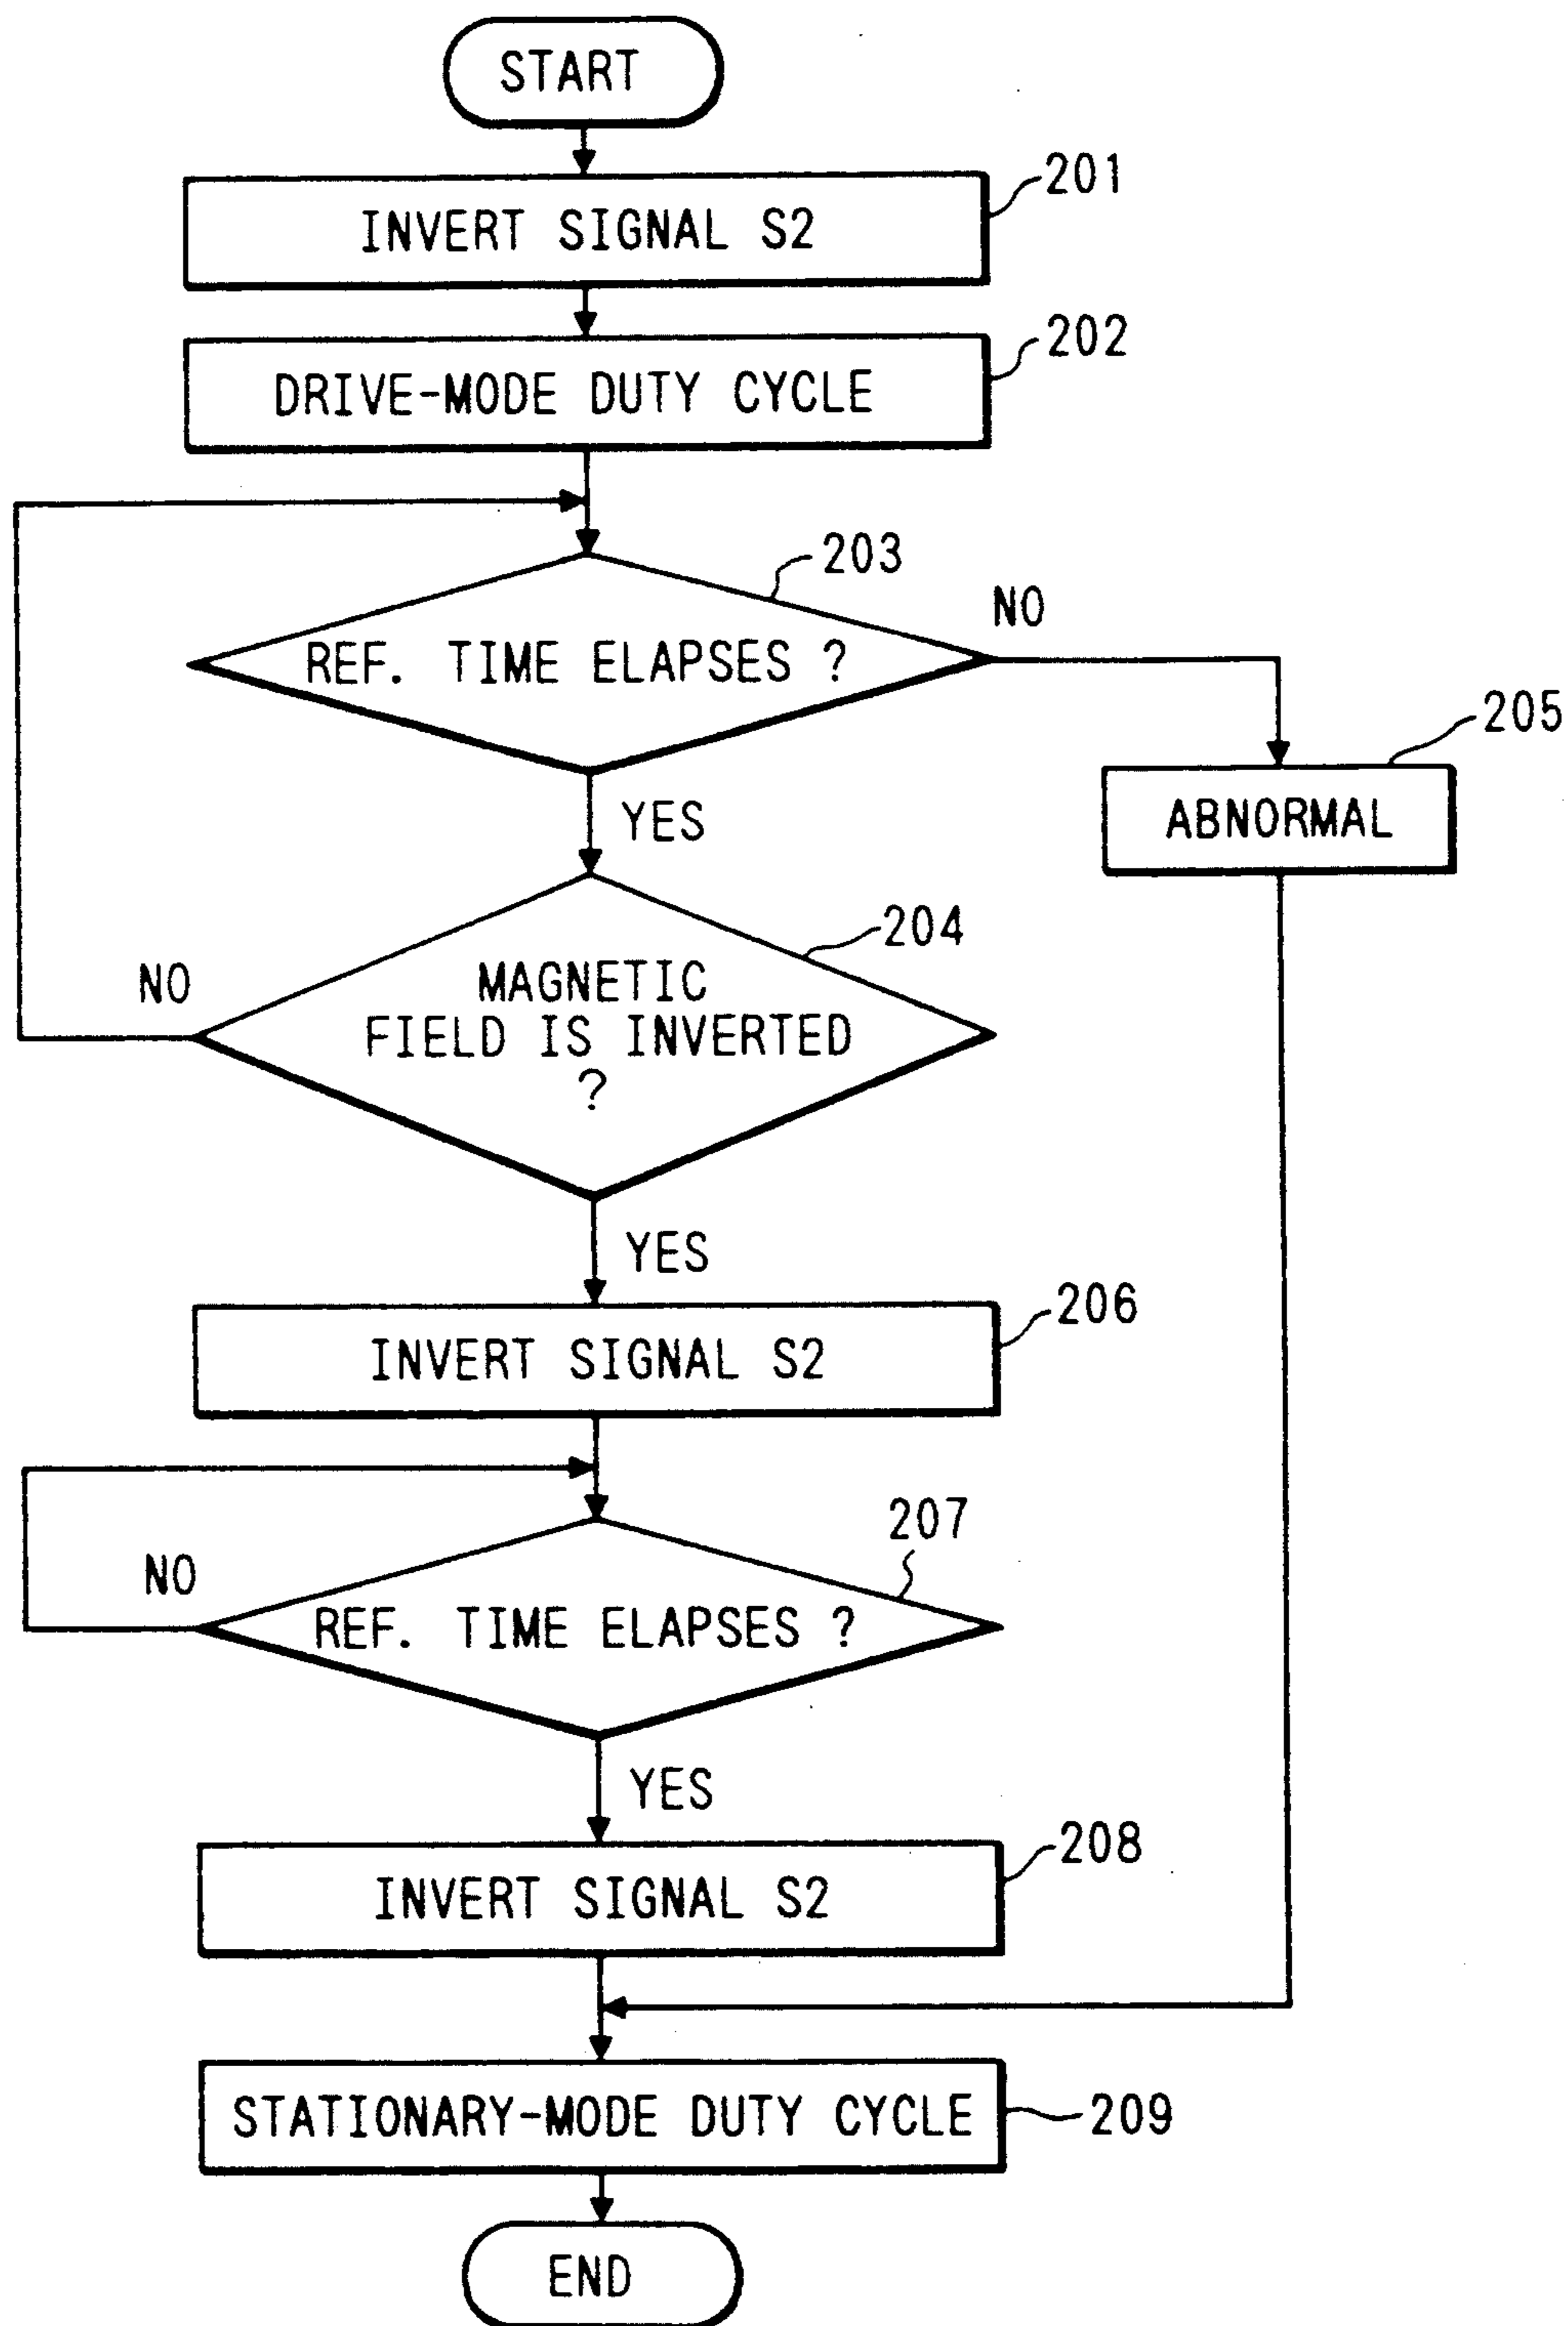 START
201
INVERT SIGNAL S2
202
DRIVE-MODE DUTY CYCLE
203
NO
REF. TIME ELAPSES ?
205
ABNORMAL
YES
204
NO
MAGNETIC
FIELD IS INVERTED
?
YES
206
INVERT SIGNAL S2
207
NO
REF. TIME ELAPSES ?
YES
208
INVERT SIGNAL S2
STATIONARY-MODE DUTY CYCLE
209
END